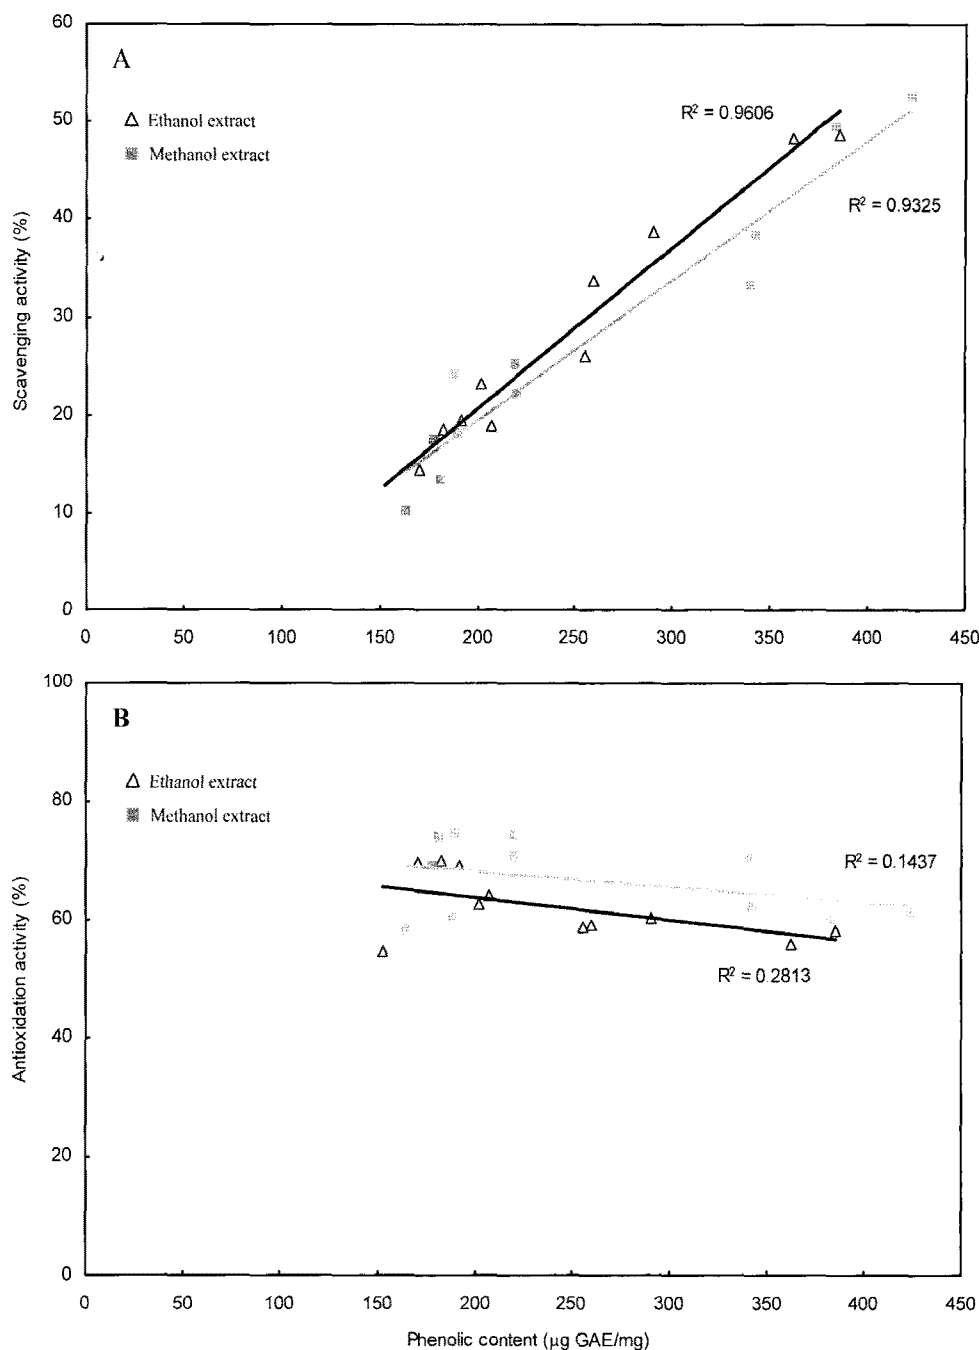 60
A
50
Ethanol extract
R² = 0.9606
Methanol extract
40
R² = 0.9325
Scavenging activity (%)
30
20
10
0
0 50 100 150 200 250 300 350 400 450
100
B
Ethanol extract
80
Methanol extract
R² = 0.1437
Antioxidation activity (%)
60
R² = 0.2813
40
20
0
0 50 100 150 200 250 300 350 400 450
Phenolic content (µg GAE/mg)